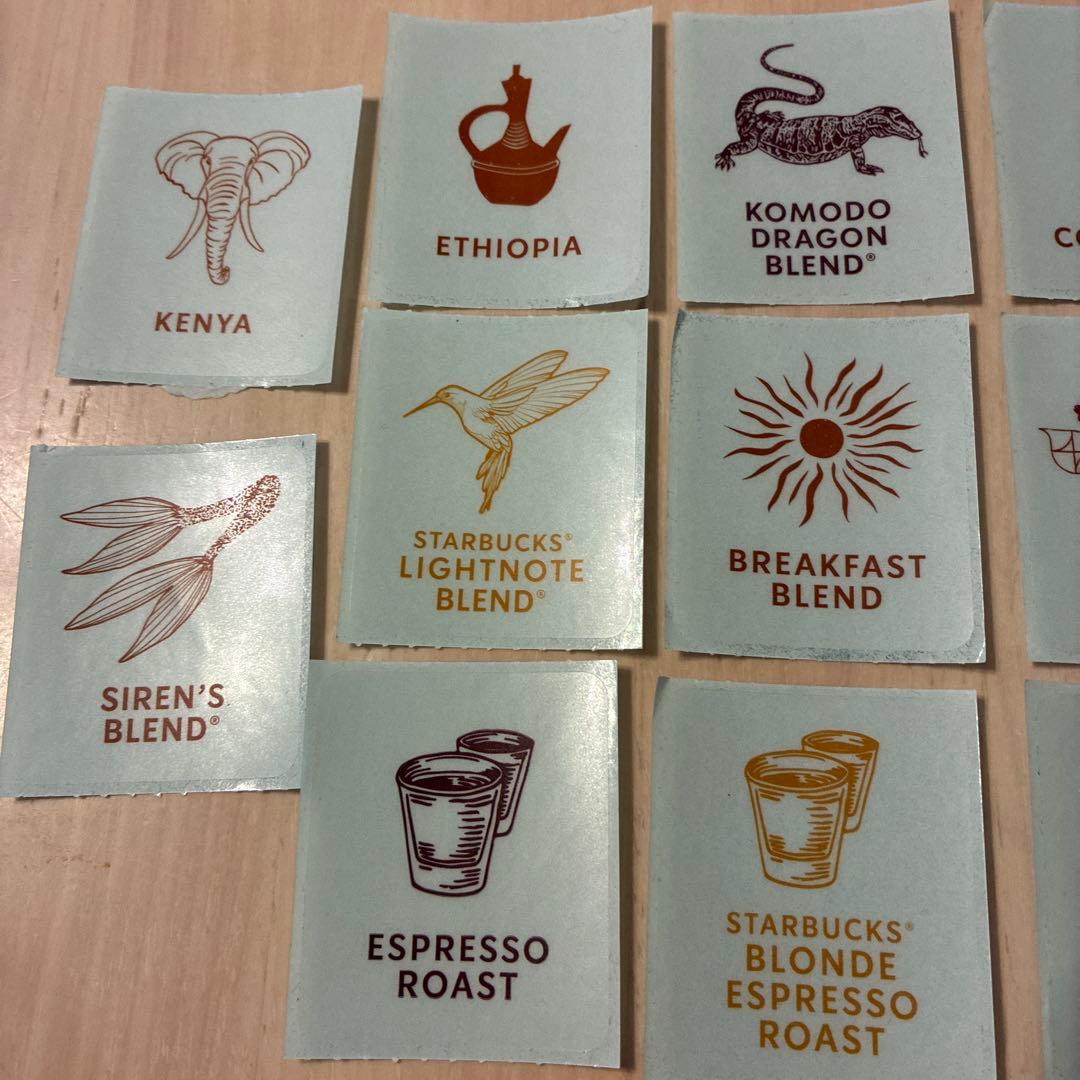 KENYA
ETHIOPIA
KOMODO
DRAGON
BLEND®
SIREN'S
BLEND®
STARBUCKS®
LIGHTNOTE
BLEND®
BREAKFAST
BLEND
ESPRESSO
ROAST
STARBUCKS®
BLONDE
ESPRESSO
ROAST